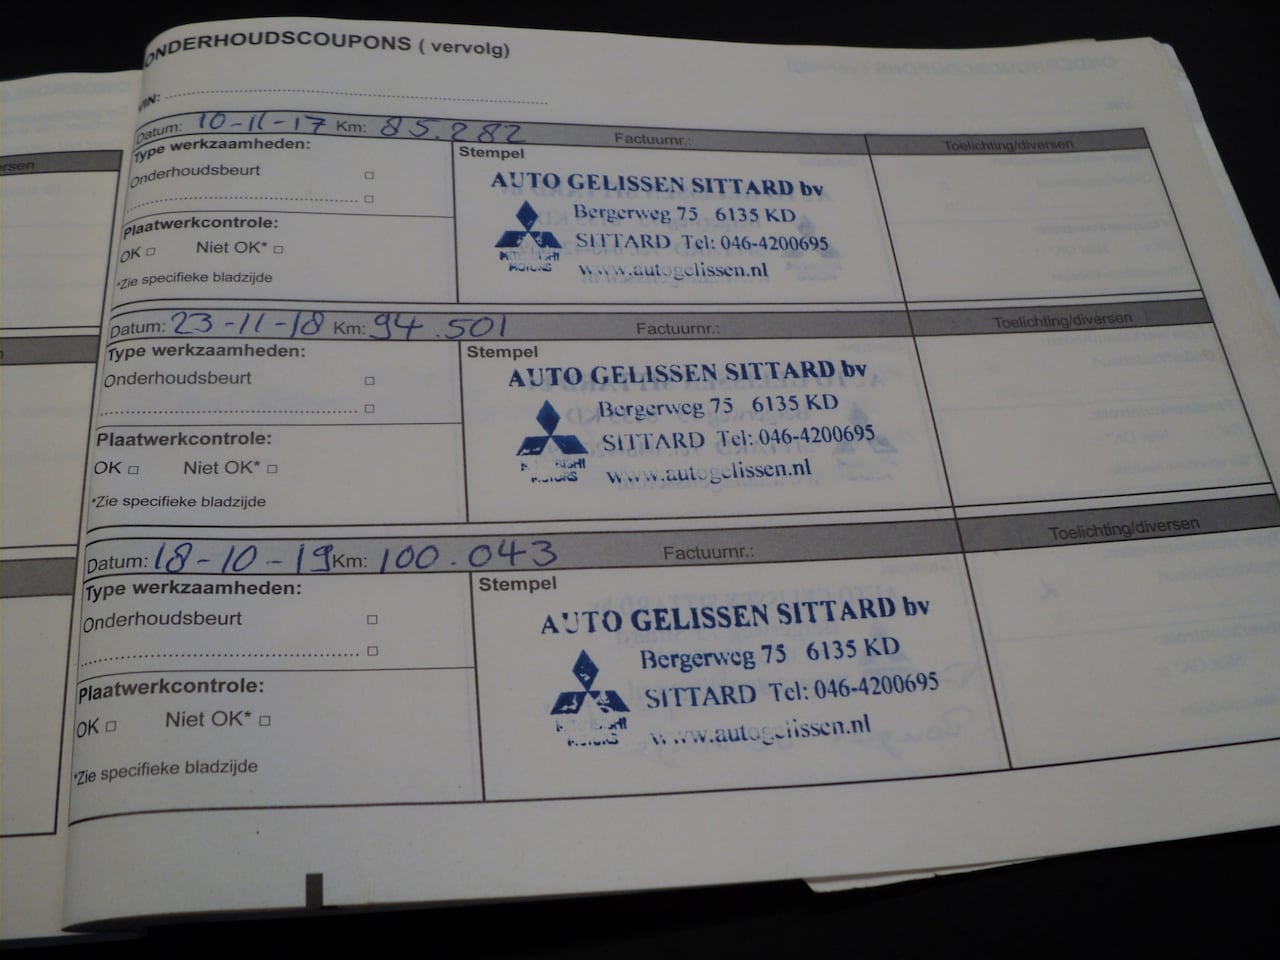 ONDERHOUDSCOUPONS ( vervolg)
VIN:
Datum: 10-11-17 Km: 85.282 Factuurnr.: Toelichting/diversen
Type werkzaamheden:
Stempel
Onderhoudsbeurt
Plaatwerkcontrole:
OK Niet OK*
*Zie specifieke bladzijde
AUTO GELISSEN SITTARD bv
Bergerweg 75 6135 KD
SITTARD Tel: 046-4200695
MOTORS www.autogelissen.nl
Datum: 23-11-18 Km: 94.501 Factuurnr.: Toelichting/diversen
Type werkzaamheden:
Stempel
Onderhoudsbeurt
Plaatwerkcontrole:
OK Niet OK*
*Zie specifieke bladzijde
AUTO GELISSEN SITTARD bv
Bergerweg 75 6135 KD
SITTARD Tel: 046-4200695
MOTORS www.autogelissen.nl
Datum: 18-10-19 Km: 100.043 Factuurnr.: Toelichting/diversen
Type werkzaamheden:
Stempel
Onderhoudsbeurt
Plaatwerkcontrole:
OK Niet OK*
*Zie specifieke bladzijde
AUTO GELISSEN SITTARD bv
Bergerweg 75 6135 KD
SITTARD Tel: 046-4200695
www.autogelissen.nl